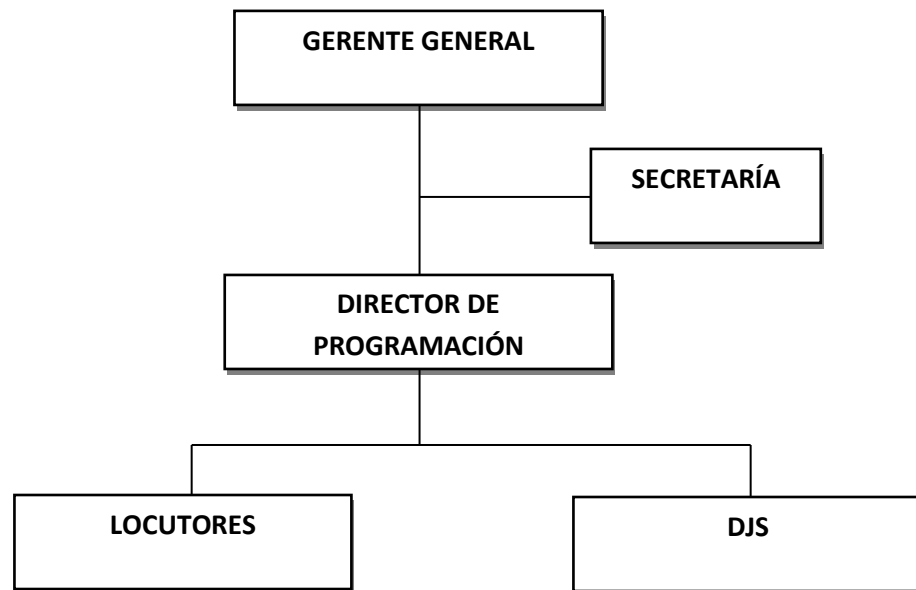 GERENTE GENERAL
SECRETARÍA
DIRECTOR DE
PROGRAMACIÓN
LOCUTORES
DJS